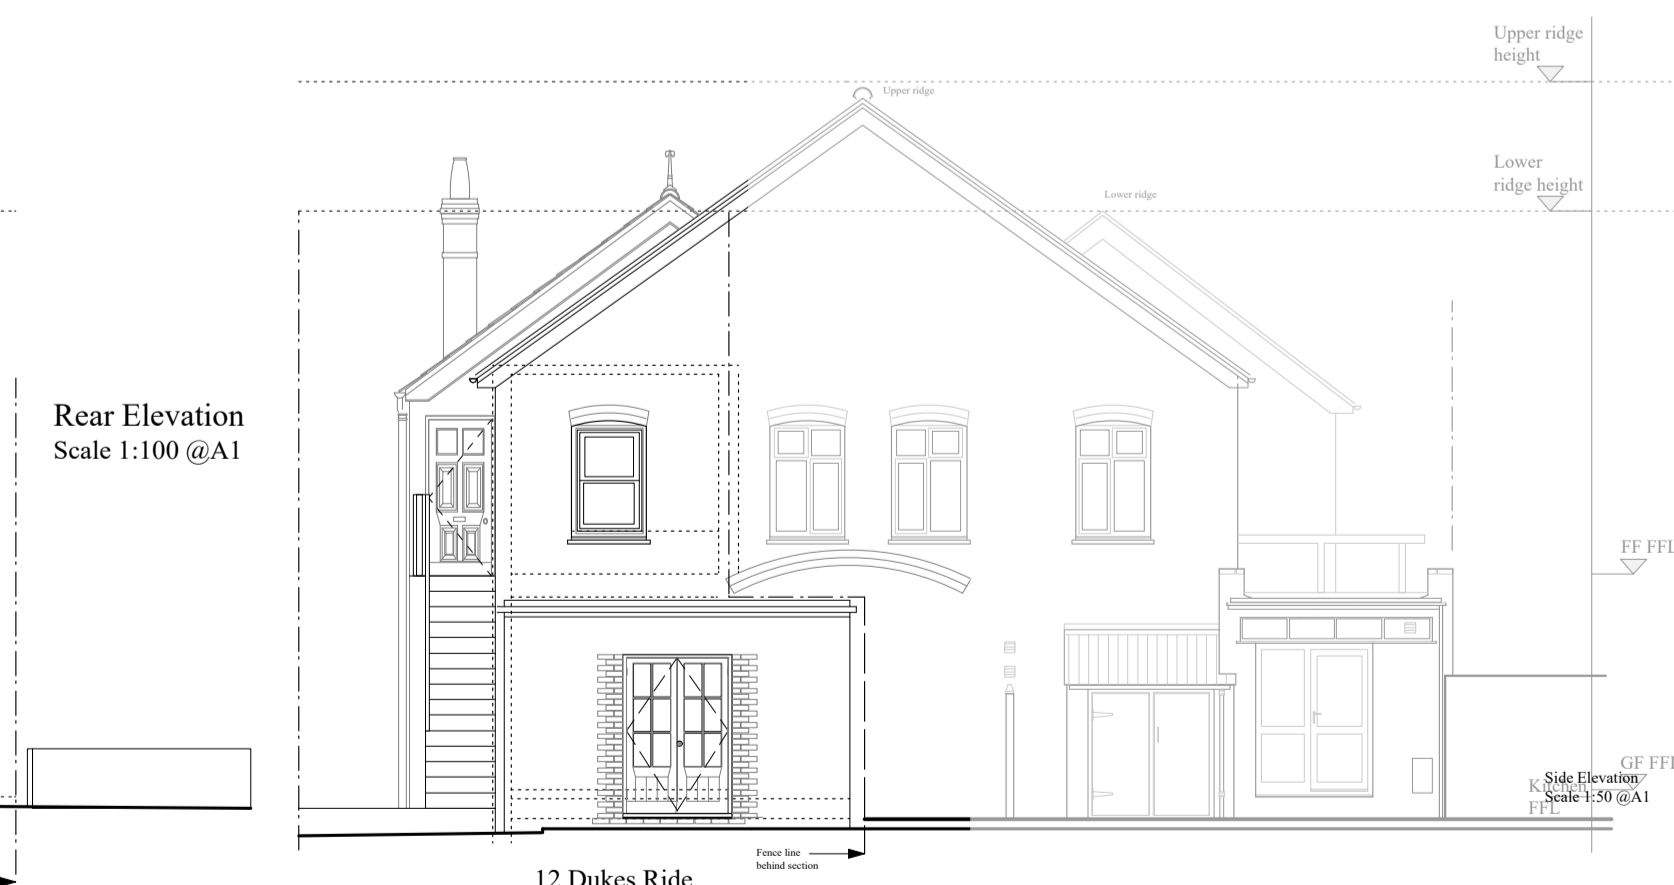 Upper ridge
height
Upper ridge
Lower
ridge height
Lower ridge
Rear Elevation
Scale 1:100 @A1
FF FFL
GF FFL
Kitchen
FFL
Side Elevation
Scale 1:50 @A1
Fence line
behind section
12 Dukes Ride